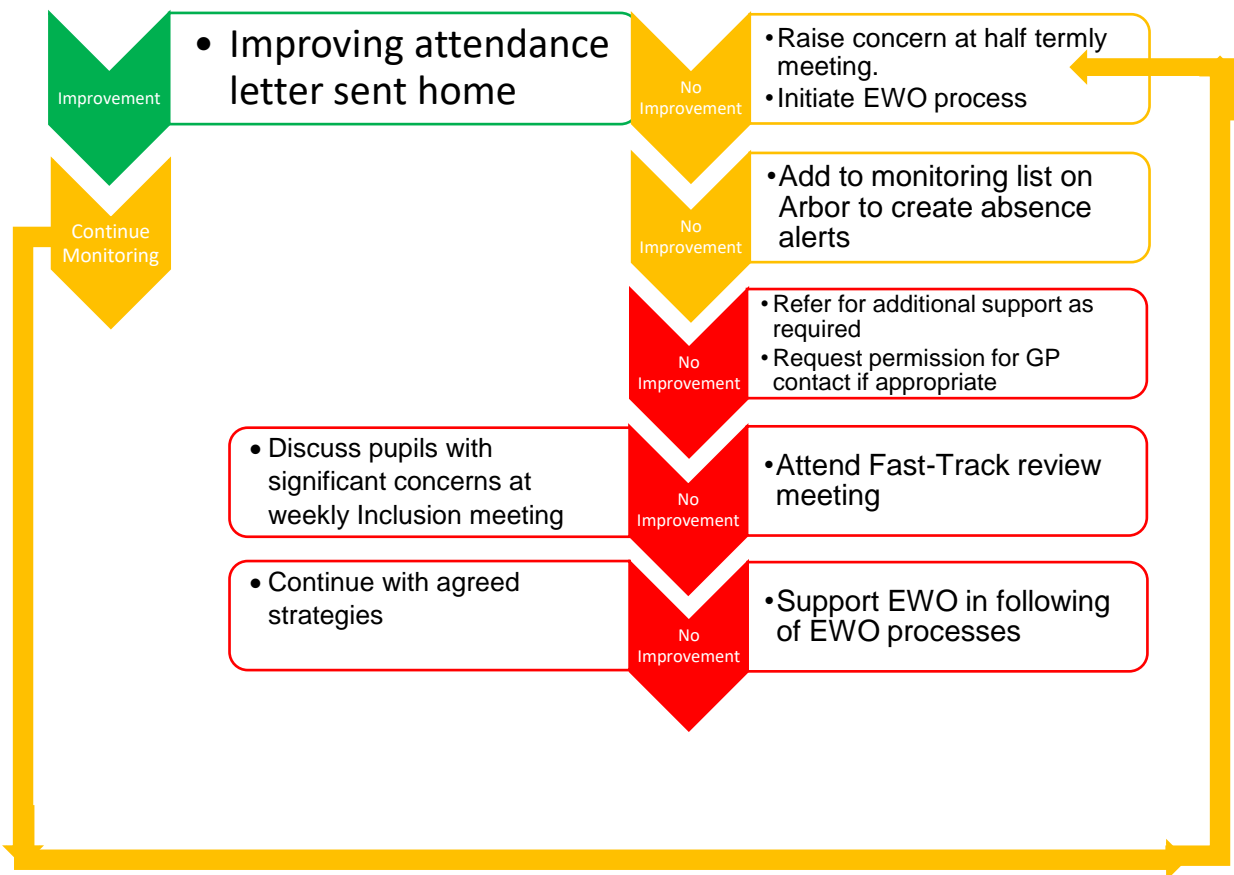 Improvement
• Improving attendance
letter sent home
Continue
Monitoring
No
Improvement
•Raise concern at half termly
meeting.
•Initiate EWO process
No
Improvement
•Add to monitoring list on
Arbor to create absence
alerts
No
Improvement
•Refer for additional support as
required
•Request permission for GP
contact if appropriate
• Discuss pupils with
significant concerns at
weekly Inclusion meeting
No
Improvement
•Attend Fast-Track review
meeting
• Continue with agreed
strategies
No
Improvement
•Support EWO in following
of EWO processes